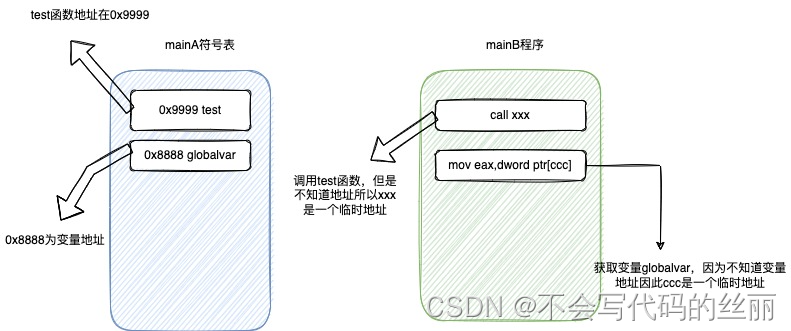 test函数地址在0x9999
mainA符号表
mainB程序
0x9999 test
call xxx
0x8888 globalvar
mov eax,dword ptr[ccc]
调用test函数，但是
不知道地址所以xxx
是一个临时地址
0x8888为变量地址
获取变量globalvar，因为不知道变量
地址因此ccc是一个临时地址
CSDN @不会写代码的丝丽